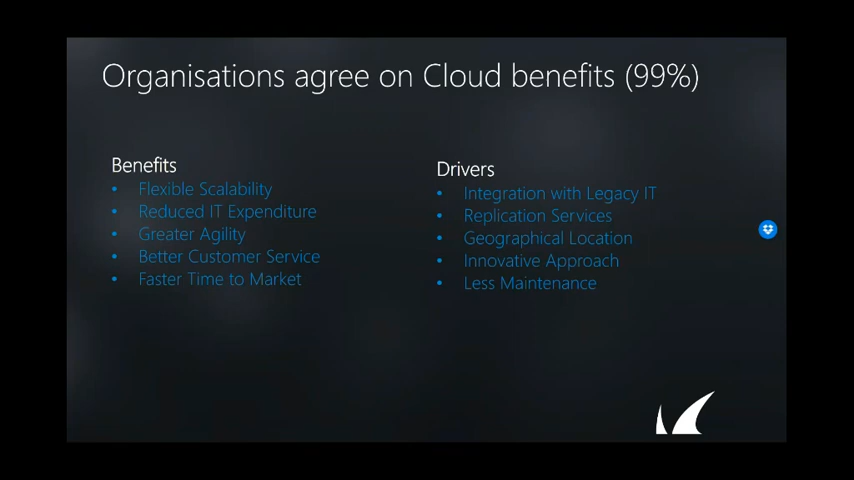 Organisations agree on Cloud benefits (99%)
Benefits
• Flexible Scalability
• Reduced IT Expenditure
• Greater Agility
• Better Customer Service
• Faster Time to Market
Drivers
• Integration with Legacy IT
• Replication Services
• Geographical Location
• Innovative Approach
• Less Maintenance